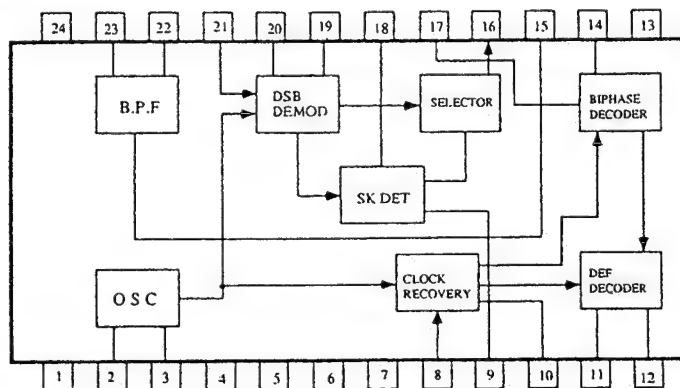 24 23 22 21 20 19 18 17 16 15 14 13
B.P.F
DSB
DEMOD
SELECTOR
BIPHASE
DECODER
SK DET
OSC
CLOCK
RECOVERY
DEF
DECODER
1 2 3 4 5 6 7 8 9 10 11 12